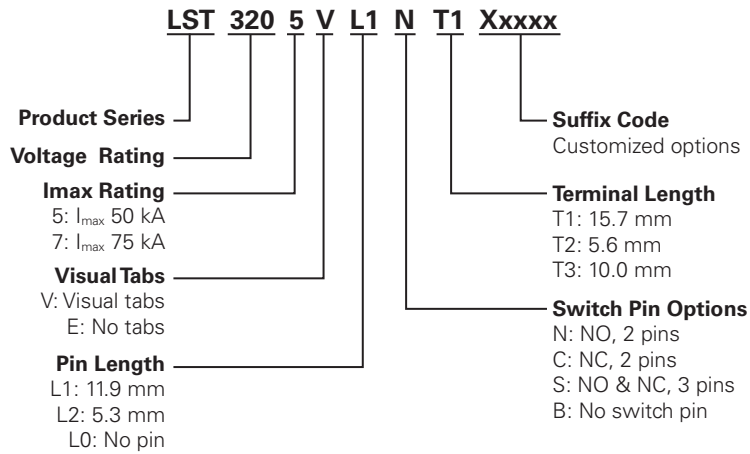 LST 320 5 V L1 N T1 Xxxxx
Product Series
Voltage Rating
Imax Rating
5: Imax 50 kA
7: Imax 75 kA
Visual Tabs
V: Visual tabs
E: No tabs
Pin Length
L1: 11.9 mm
L2: 5.3 mm
L0: No pin
Suffix Code
Customized options
Terminal Length
T1: 15.7 mm
T2: 5.6 mm
T3: 10.0 mm
Switch Pin Options
N: NO, 2 pins
C: NC, 2 pins
S: NO & NC, 3 pins
B: No switch pin